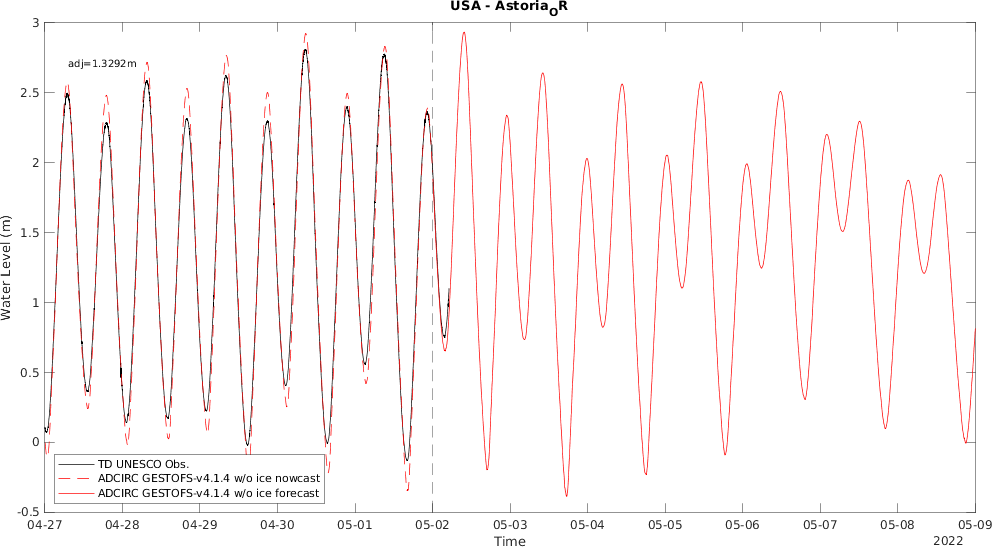 USA - Astoria_OR
adj=1.3292m
3
2.5
2
1.5
1
0.5
0
-0.5
Water Level (m)
TD UNESCO Obs.
ADCIRC GESTOFS-v4.1.4 w/o ice nowcast
ADCIRC GESTOFS-v4.1.4 w/o ice forecast
04-27 04-28 04-29 04-30 05-01 05-02 05-03 05-04 05-05 05-06 05-07 05-08 05-09
Time
2022